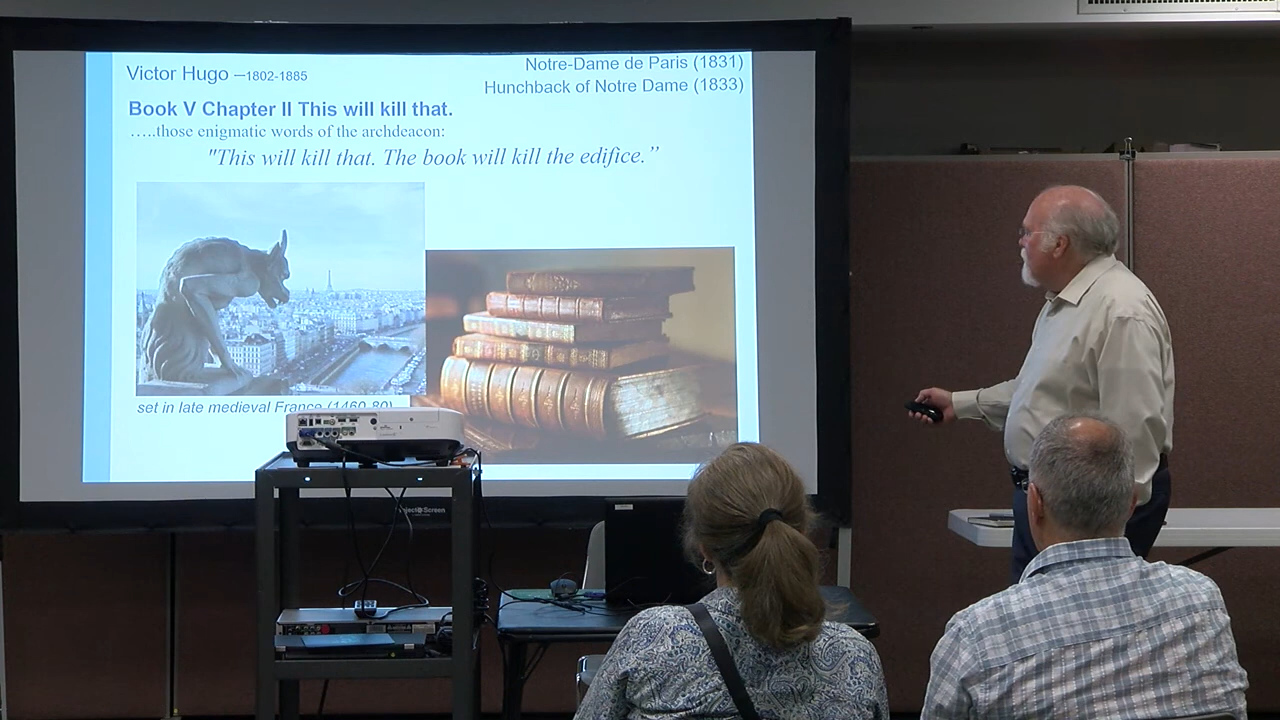 Victor Hugo –1802-1885
Notre-Dame de Paris (1831)
Hunchback of Notre Dame (1833)
Book V Chapter II This will kill that.
…..those enigmatic words of the archdeacon:
"This will kill that. The book will kill the edifice.”
set in late medieval France (1460-80)
ject Screen